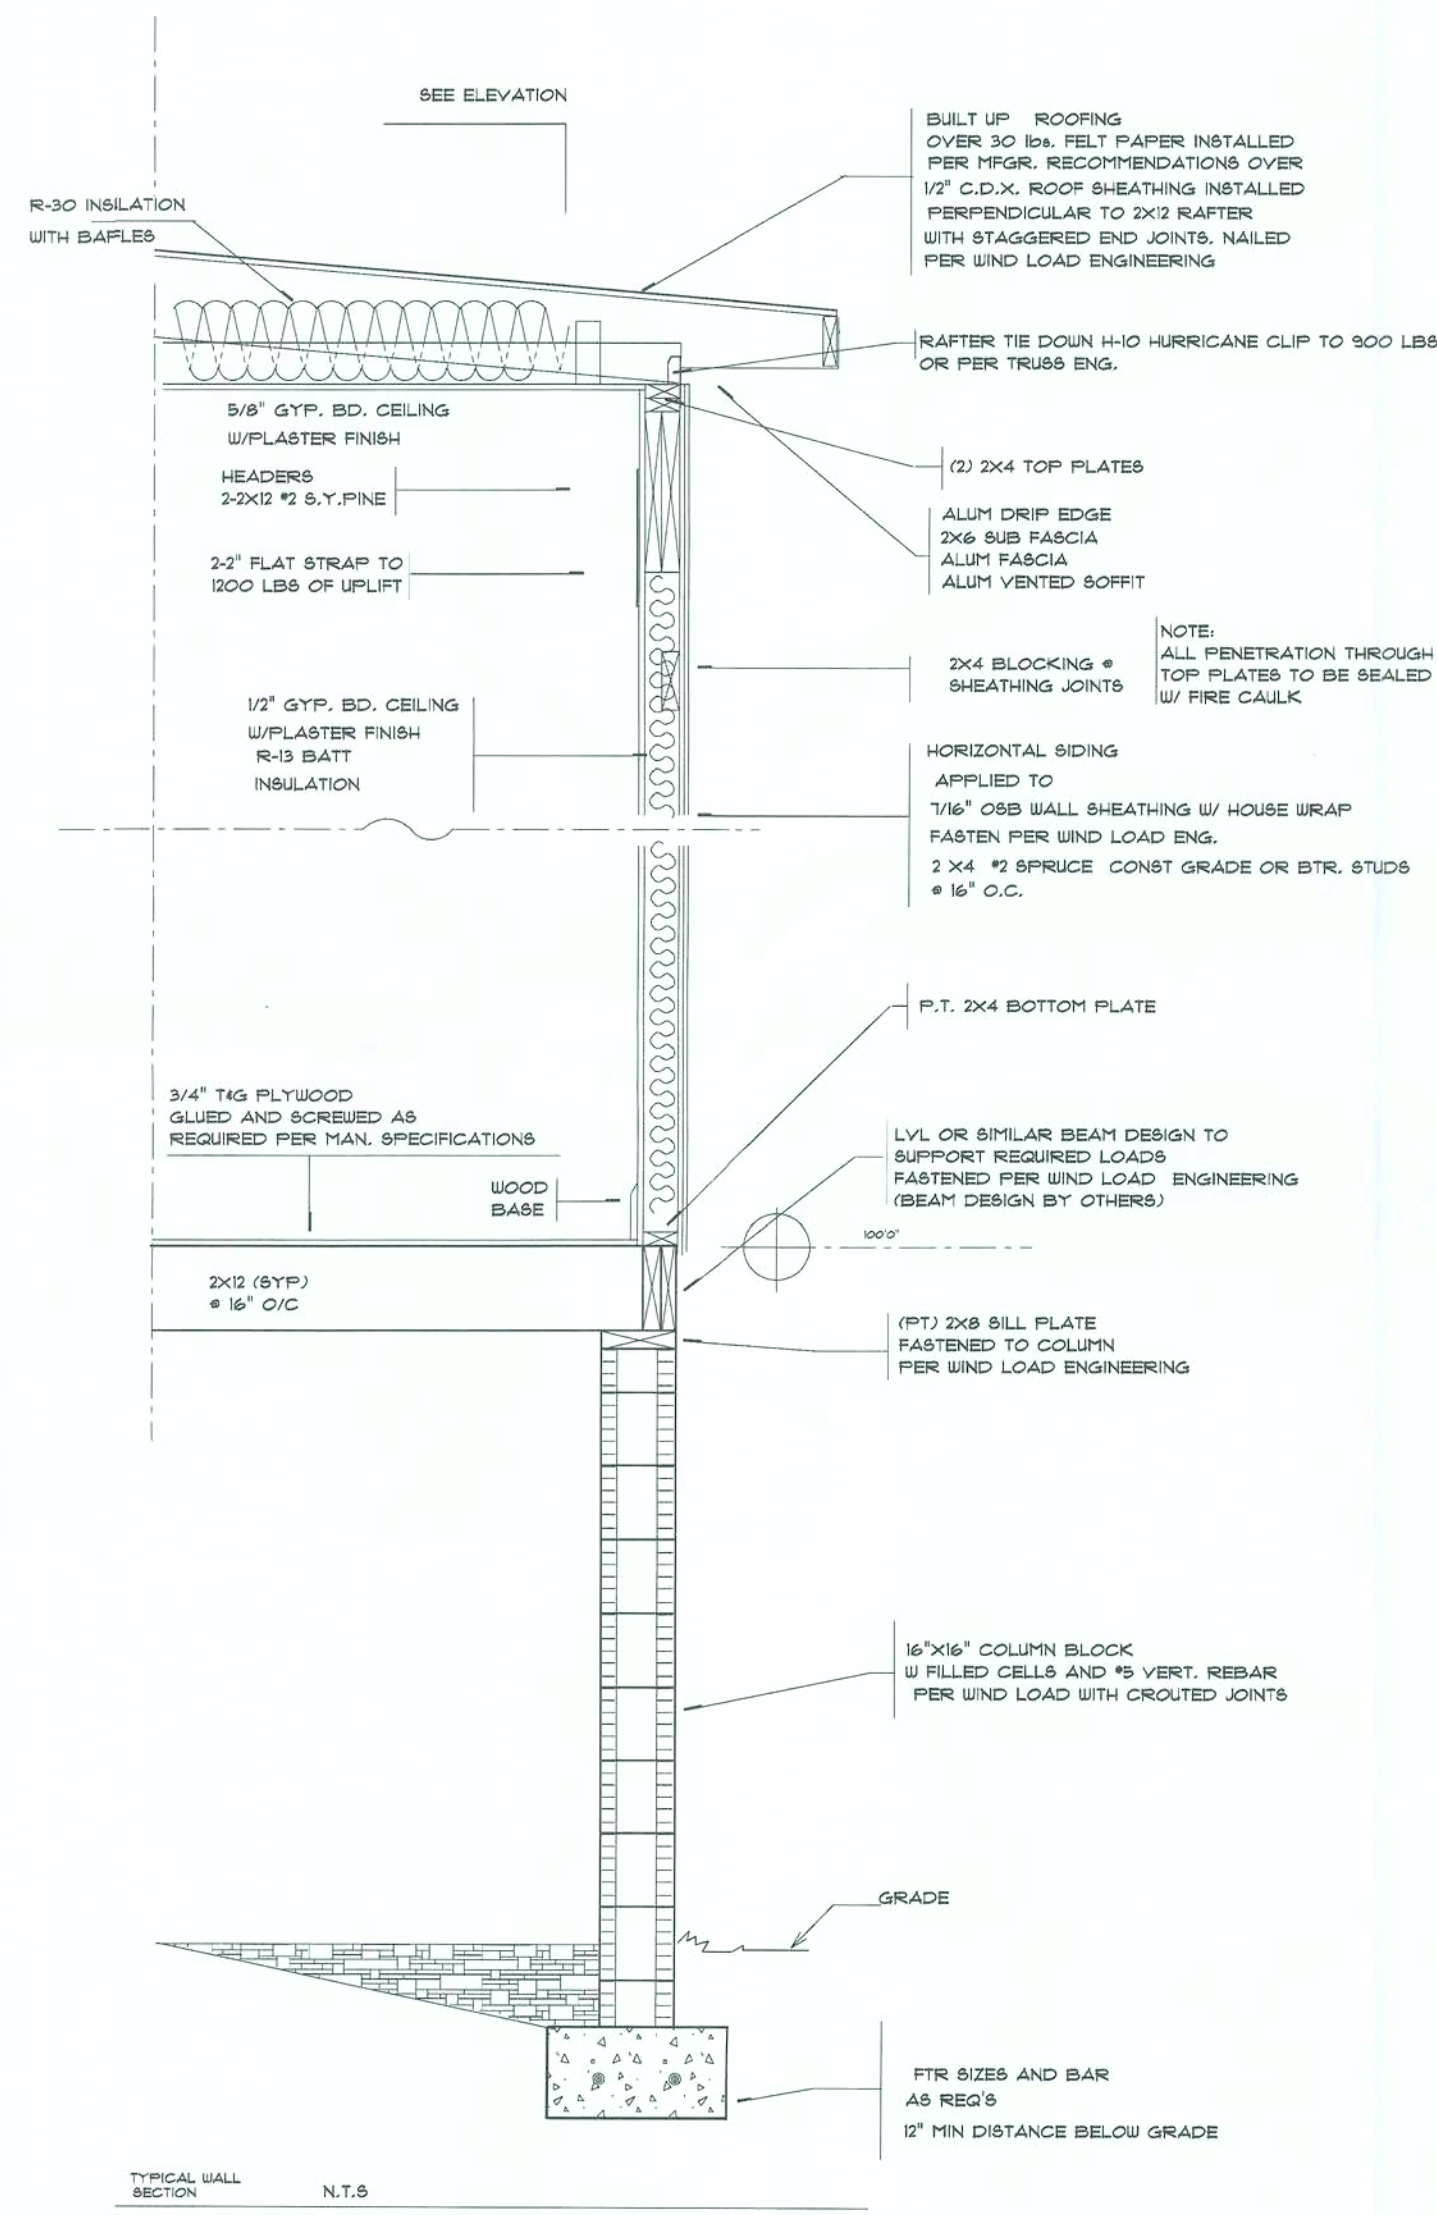 SEE ELEVATION
BUILT UP ROOFING
OVER 30 lbs. FELT PAPER INSTALLED
PER MFGR. RECOMMENDATIONS OVER
1/2" C.D.X. ROOF SHEATHING INSTALLED
PERPENDICULAR TO 2X12 RAFTER
WITH STAGGERED END JOINTS. NAILED
PER WIND LOAD ENGINEERING
R-30 INSILATION
WITH BAFLES
RAFTER TIE DOWN H-10 HURRICANE CLIP TO 900 LBS
OR PER TRUSS ENG.
5/8" GYP. BD. CEILING
W/PLASTER FINISH
HEADERS
2-2X12 #2 S.Y.PINE
(2) 2X4 TOP PLATES
ALUM DRIP EDGE
2X6 SUB FASCIA
ALUM FASCIA
ALUM VENTED SOFFIT
2-2" FLAT STRAP TO
1200 LBS OF UPLIFT
2X4 BLOCKING @
SHEATHING JOINTS
NOTE:
ALL PENETRATION THROUGH
TOP PLATES TO BE SEALED
W/ FIRE CAULK
1/2" GYP. BD. CEILING
W/PLASTER FINISH
R-13 BATT
INSULATION
HORIZONTAL SIDING
APPLIED TO
7/16" OSB WALL SHEATHING W/ HOUSE WRAP
FASTEN PER WIND LOAD ENG.
2 X4 #2 SPRUCE CONST GRADE OR BTR. STUDS
@ 16" O.C.
P.T. 2X4 BOTTOM PLATE
3/4" T&G PLYWOOD
GLUED AND SCREWED AS
REQUIRED PER MAN. SPECIFICATIONS
WOOD
BASE
LVL OR SIMILAR BEAM DESIGN TO
SUPPORT REQUIRED LOADS
FASTENED PER WIND LOAD ENGINEERING
(BEAM DESIGN BY OTHERS)
100'0"
2X12 (SYP)
@ 16" O/C
(PT) 2X8 SILL PLATE
FASTENED TO COLUMN
PER WIND LOAD ENGINEERING
16"X16" COLUMN BLOCK
W FILLED CELLS AND #5 VERT. REBAR
PER WIND LOAD WITH CROUTED JOINTS
GRADE
FTR SIZES AND BAR
AS REQ'S
12" MIN DISTANCE BELOW GRADE
TYPICAL WALL
SECTION
N.T.S